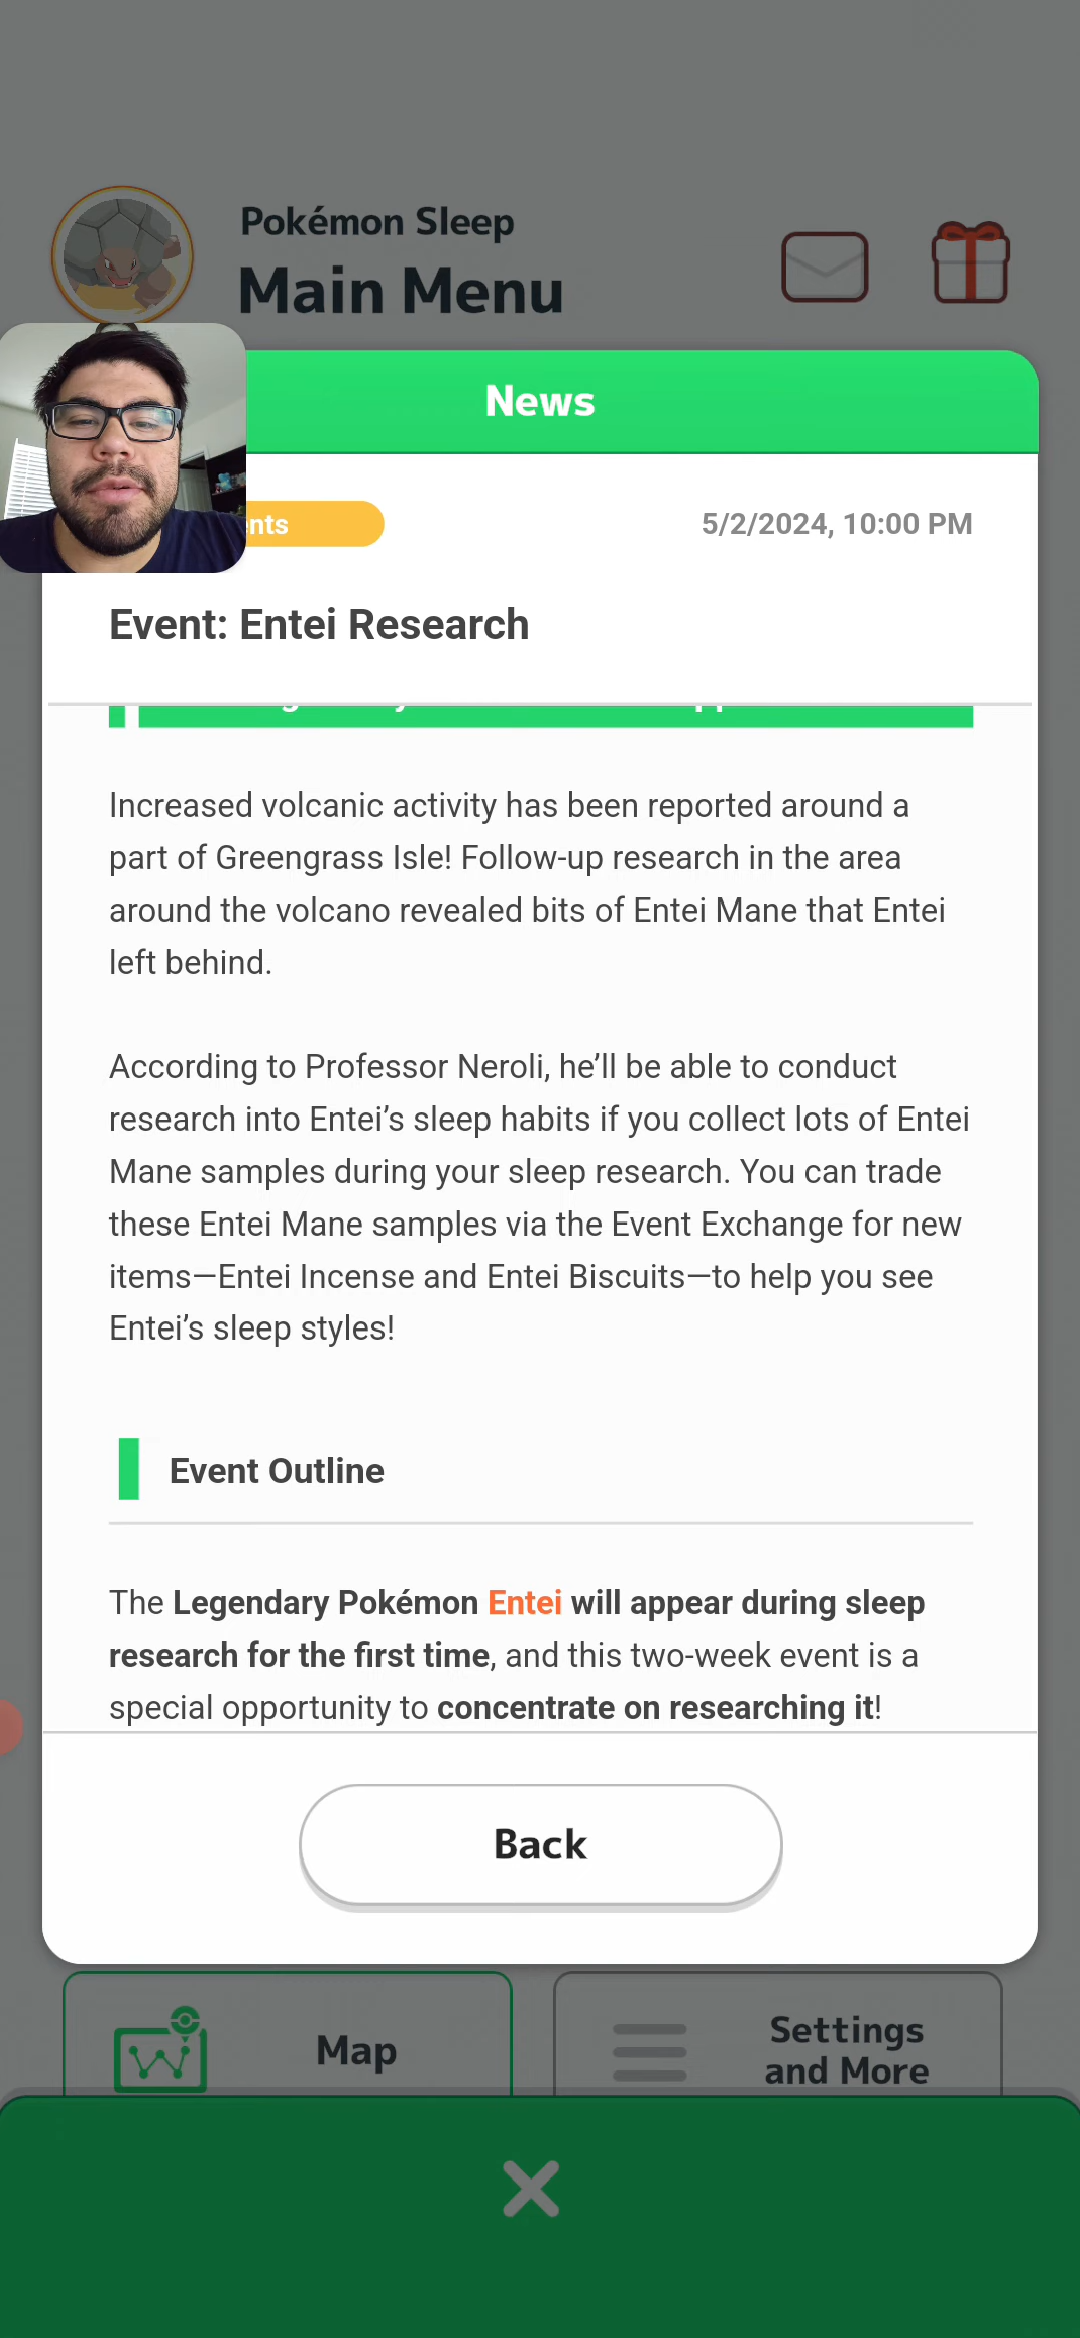 Pokémon Sleep
Main Menu
News
5/2/2024, 10:00 PM
Event: Entei Research
Increased volcanic activity has been reported around a
part of Greengrass Isle! Follow-up research in the area
around the volcano revealed bits of Entei Mane that Entei
left behind.
According to Professor Neroli, he’ll be able to conduct
research into Entei’s sleep habits if you collect lots of Entei
Mane samples during your sleep research. You can trade
these Entei Mane samples via the Event Exchange for new
items—Entei Incense and Entei Biscuits—to help you see
Entei’s sleep styles!
Event Outline
The Legendary Pokémon Entei will appear during sleep
research for the first time, and this two-week event is a
special opportunity to concentrate on researching it!
Back
Map
Settings
and More